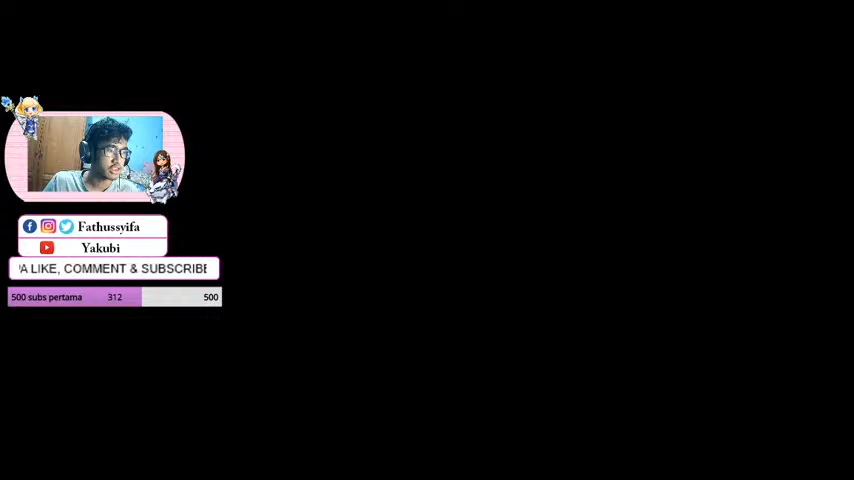 Fathussyifa
Yakubi
'A LIKE, COMMENT & SUBSCRIBE
500 subs pertama 312 500